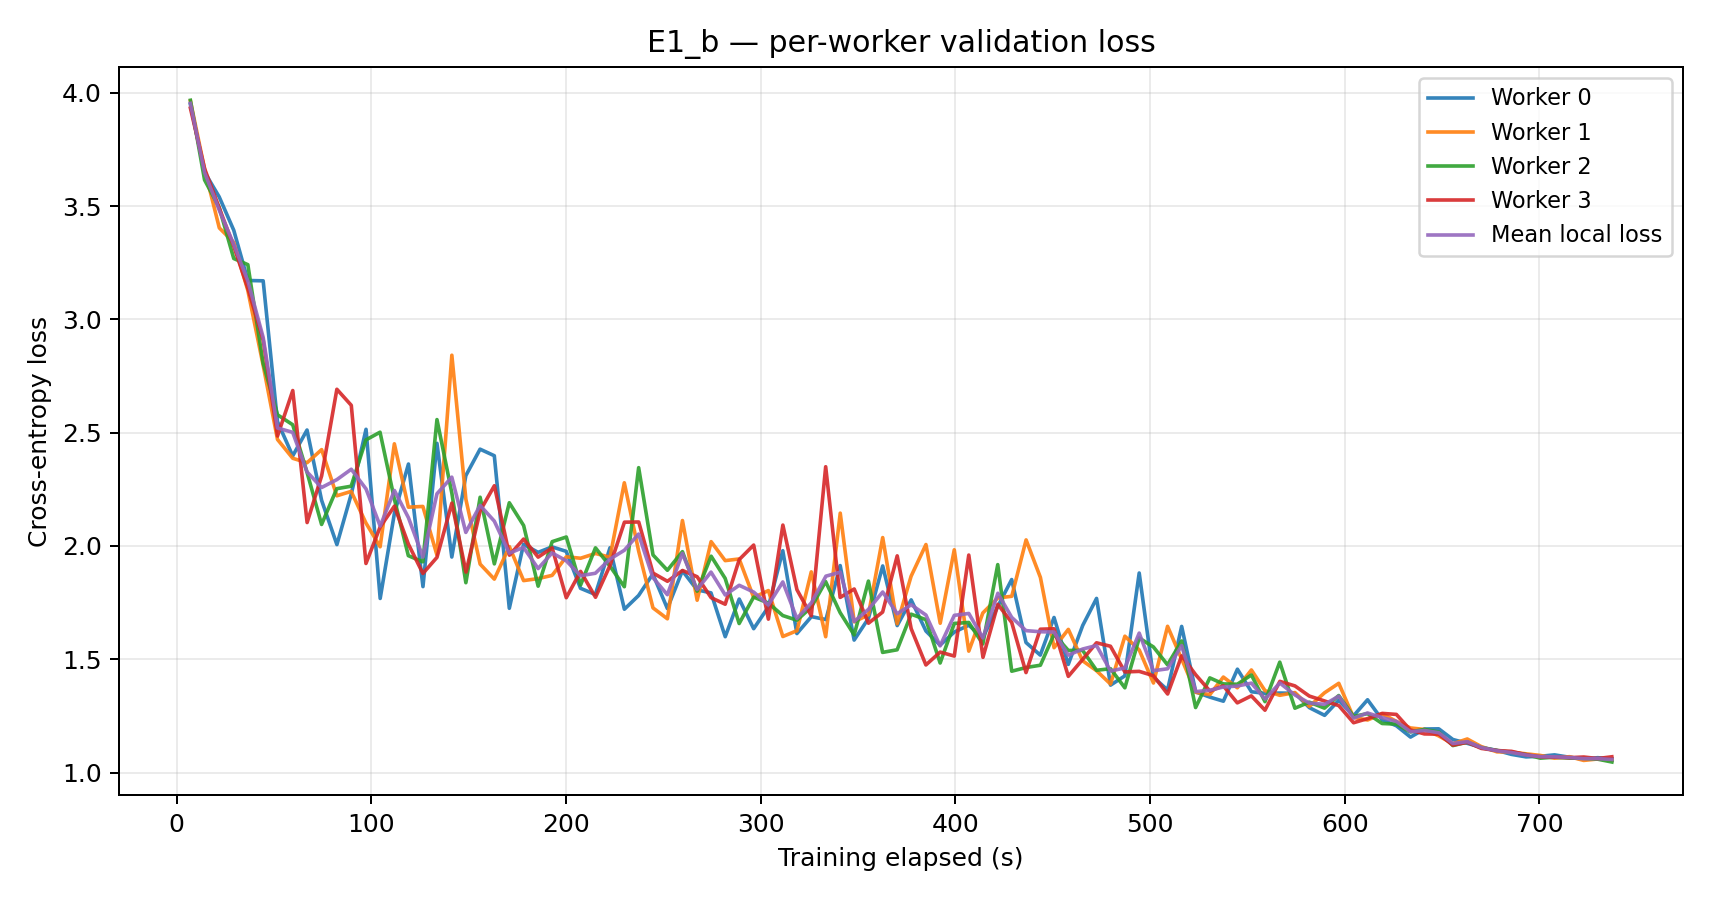 E1_b — per-worker validation loss
Cross-entropy loss
4.0
3.5
3.0
2.5
2.0
1.5
1.0
Worker 0
Worker 1
Worker 2
Worker 3
Mean local loss
0 100 200 300 400 500 600 700
Training elapsed (s)